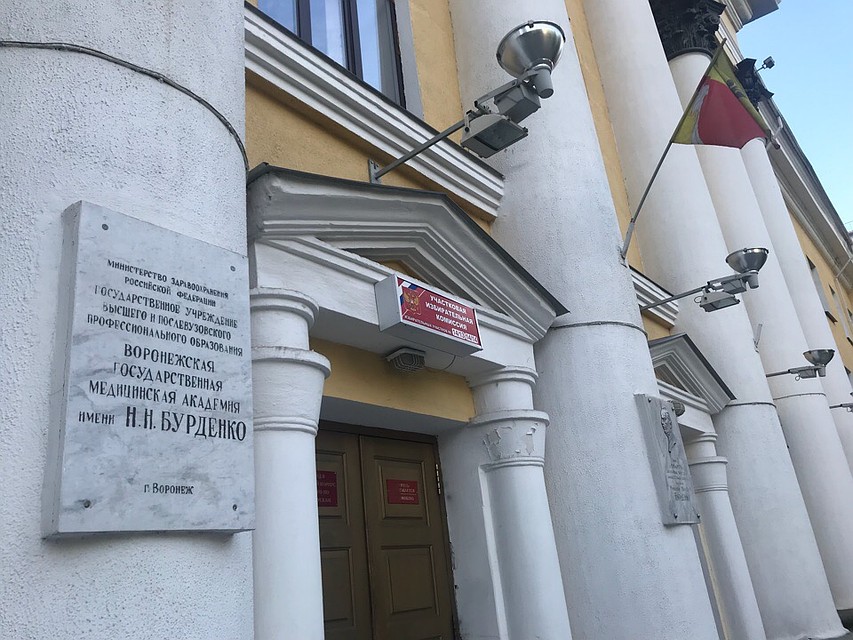 МИНИСТЕРСТВО ЗДРАВООХРАНЕНИЯ
РОССИЙСКОЙ ФЕДЕРАЦИИ
ГОСУДАРСТВЕННОЕ УЧРЕЖДЕНИЕ
ВЫСШЕГО И ПОСЛЕВУЗОВСКОГО
ПРОФЕССИОНАЛЬНОГО ОБРАЗОВАНИЯ
ВОРОНЕЖСКАЯ
ГОСУДАРСТВЕННАЯ
МЕДИЦИНСКАЯ АКАДЕМИЯ
ИМЕНИ Н.Н. БУРДЕНКО
Г. ВОРОНЕЖ
УЧАСТКОВАЯ
ИЗБИРАТЕЛЬНАЯ
КОМИССИЯ